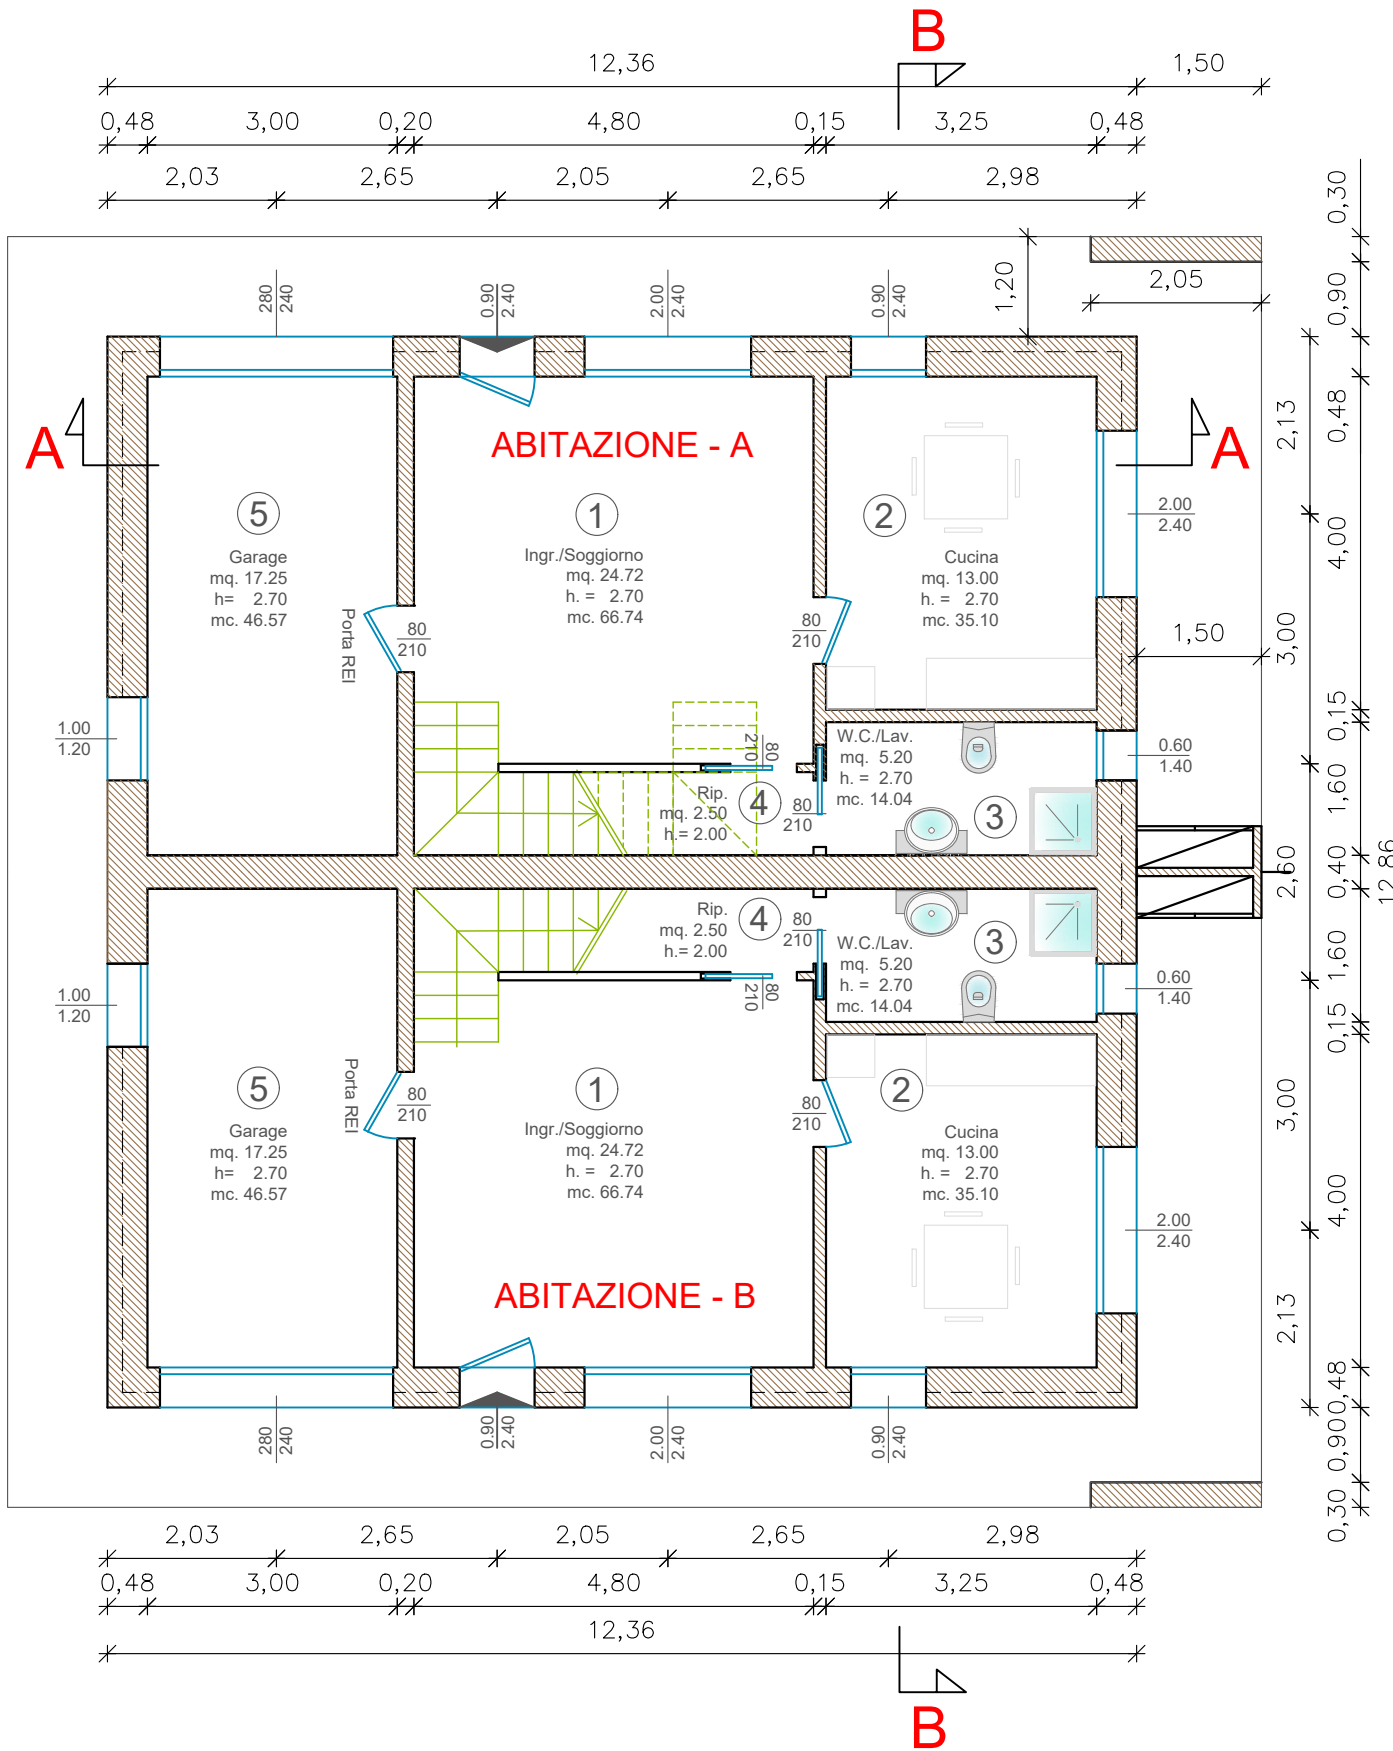 B
12,36
1,50
0,48 3,00 0,20 4,80 0,15 3,25 0,48
2,03 2,65 2,05 2,65 2,98
0,30
0,90
1,20
2,05
280
240
0.90
2.40
2.00
2.40
0.90
2.40
A
ABITAZIONE - A
A
2,13
0,48
5
1
2
2.00
2.40
Garage
mq. 17.25
h= 2.70
mc. 46.57
Ingr./Soggiorno
mq. 24.72
h. = 2.70
mc. 66.74
Cucina
mq. 13.00
h. = 2.70
mc. 35.10
4,00
Porta REI
80
210
80
210
1,50
3,00
0,15
1.00
1.20
80
210
W.C./Lav.
mq. 5.20
h. = 2.70
mc. 14.04
0.60
1.40
Rip.
mq. 2.50
h.= 2.00
4
80
210
3
1,60
2,60
0,40
12,86
Rip.
mq. 2.50
h.= 2.00
4
80
210
W.C./Lav.
mq. 5.20
h. = 2.70
mc. 14.04
3
1,60
80
210
0.60
1.40
1.00
1.20
0,15
Porta REI
5
80
210
1
80
210
2
3,00
Garage
mq. 17.25
h= 2.70
mc. 46.57
Ingr./Soggiorno
mq. 24.72
h. = 2.70
mc. 66.74
Cucina
mq. 13.00
h. = 2.70
mc. 35.10
4,00
2.00
2.40
ABITAZIONE - B
2,13
0,48
280
240
0.90
2.40
2.00
2.40
0.90
2.40
0,90
0,30
2,03 2,65 2,05 2,65 2,98
0,48 3,00 0,20 4,80 0,15 3,25 0,48
12,36
B